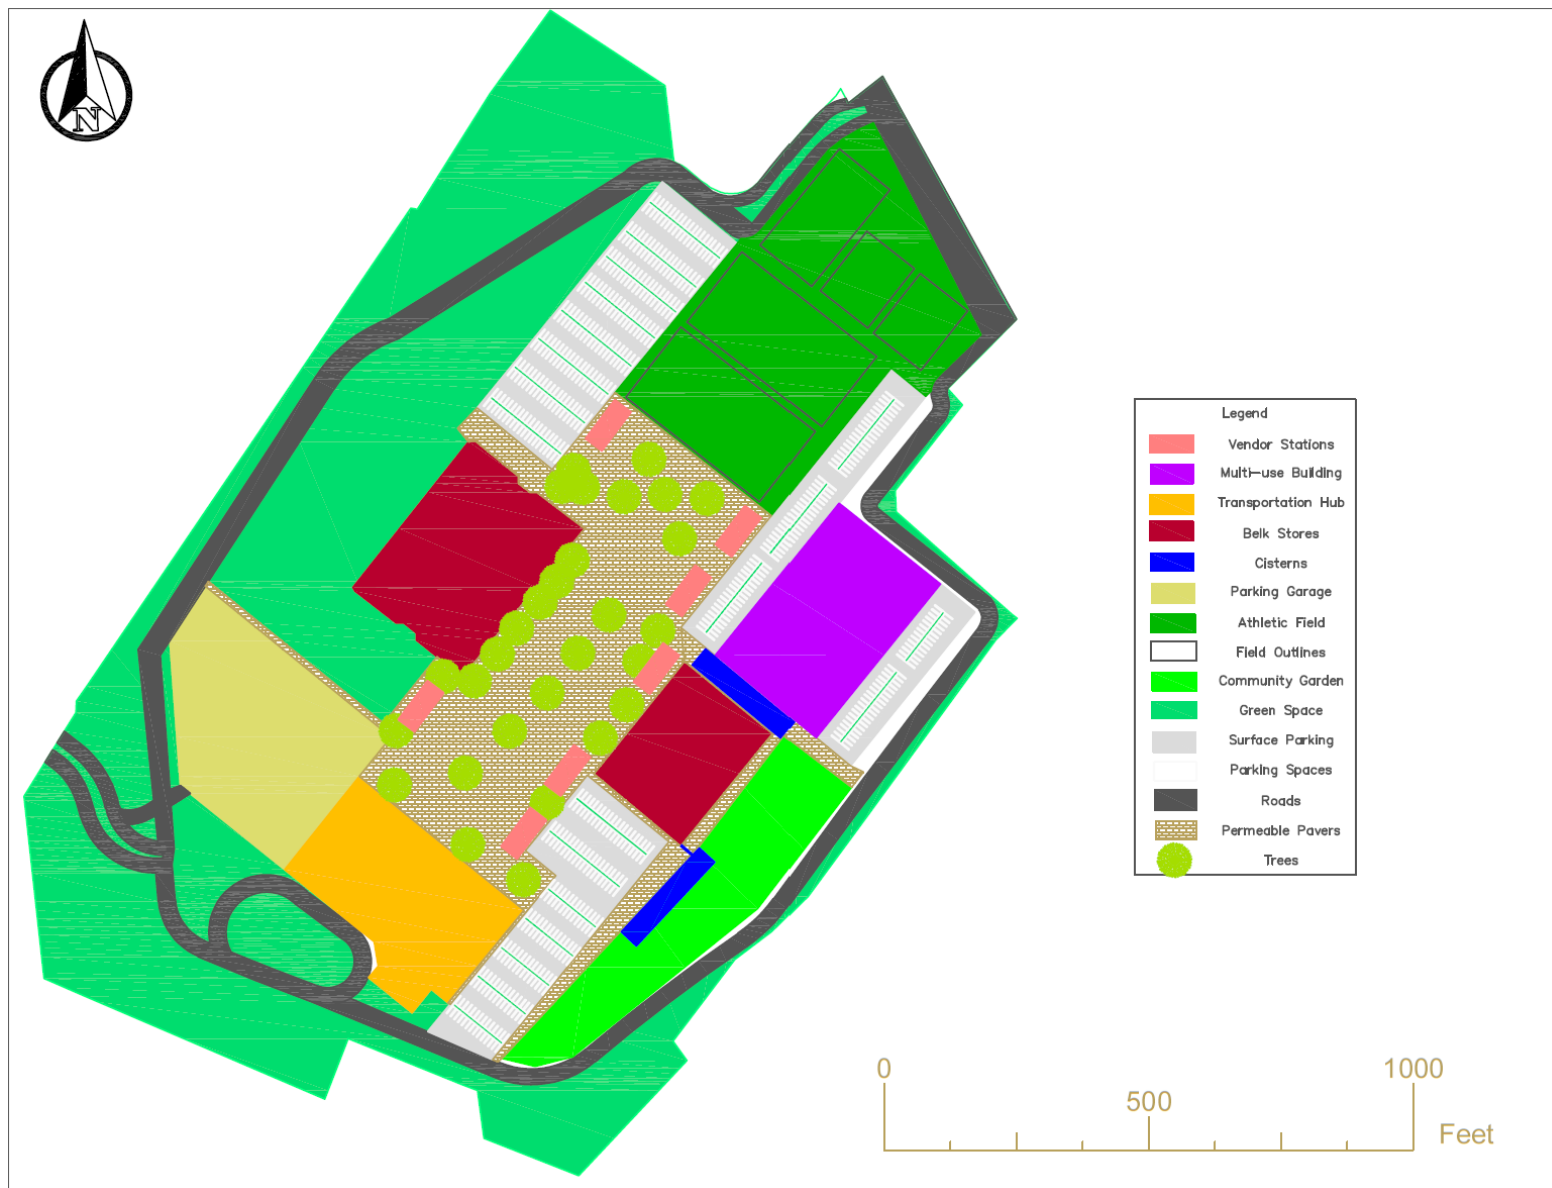 N
Legend
Vendor Stations
Multi-use Building
Transportation Hub
Belk Stores
Cisterns
Parking Garage
Athletic Field
Field Outlines
Community Garden
Green Space
Surface Parking
Parking Spaces
Roads
Permeable Pavers
Trees
0 500 1000 Feet